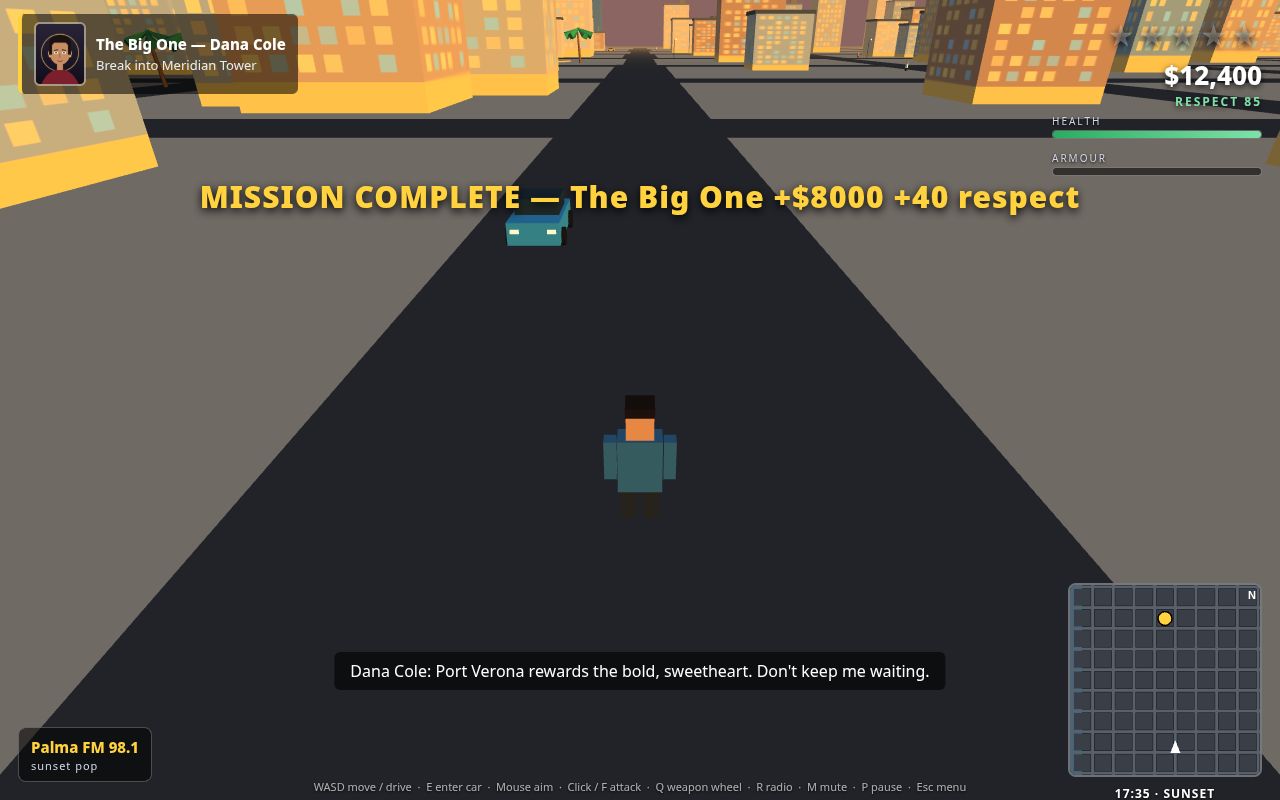 The Big One — Dana Cole
Break into Meridian Tower
$12,400
RESPECT 85
HEALTH
ARMOUR
MISSION COMPLETE — The Big One +$8000 +40 respect
N
Dana Cole: Port Verona rewards the bold, sweetheart. Don't keep me waiting.
Palma FM 98.1
sunset pop
WASD move / drive · E enter car · Mouse aim · Click / F attack · Q weapon wheel · R radio · M mute · P pause · Esc menu
17:35 · SUNSET